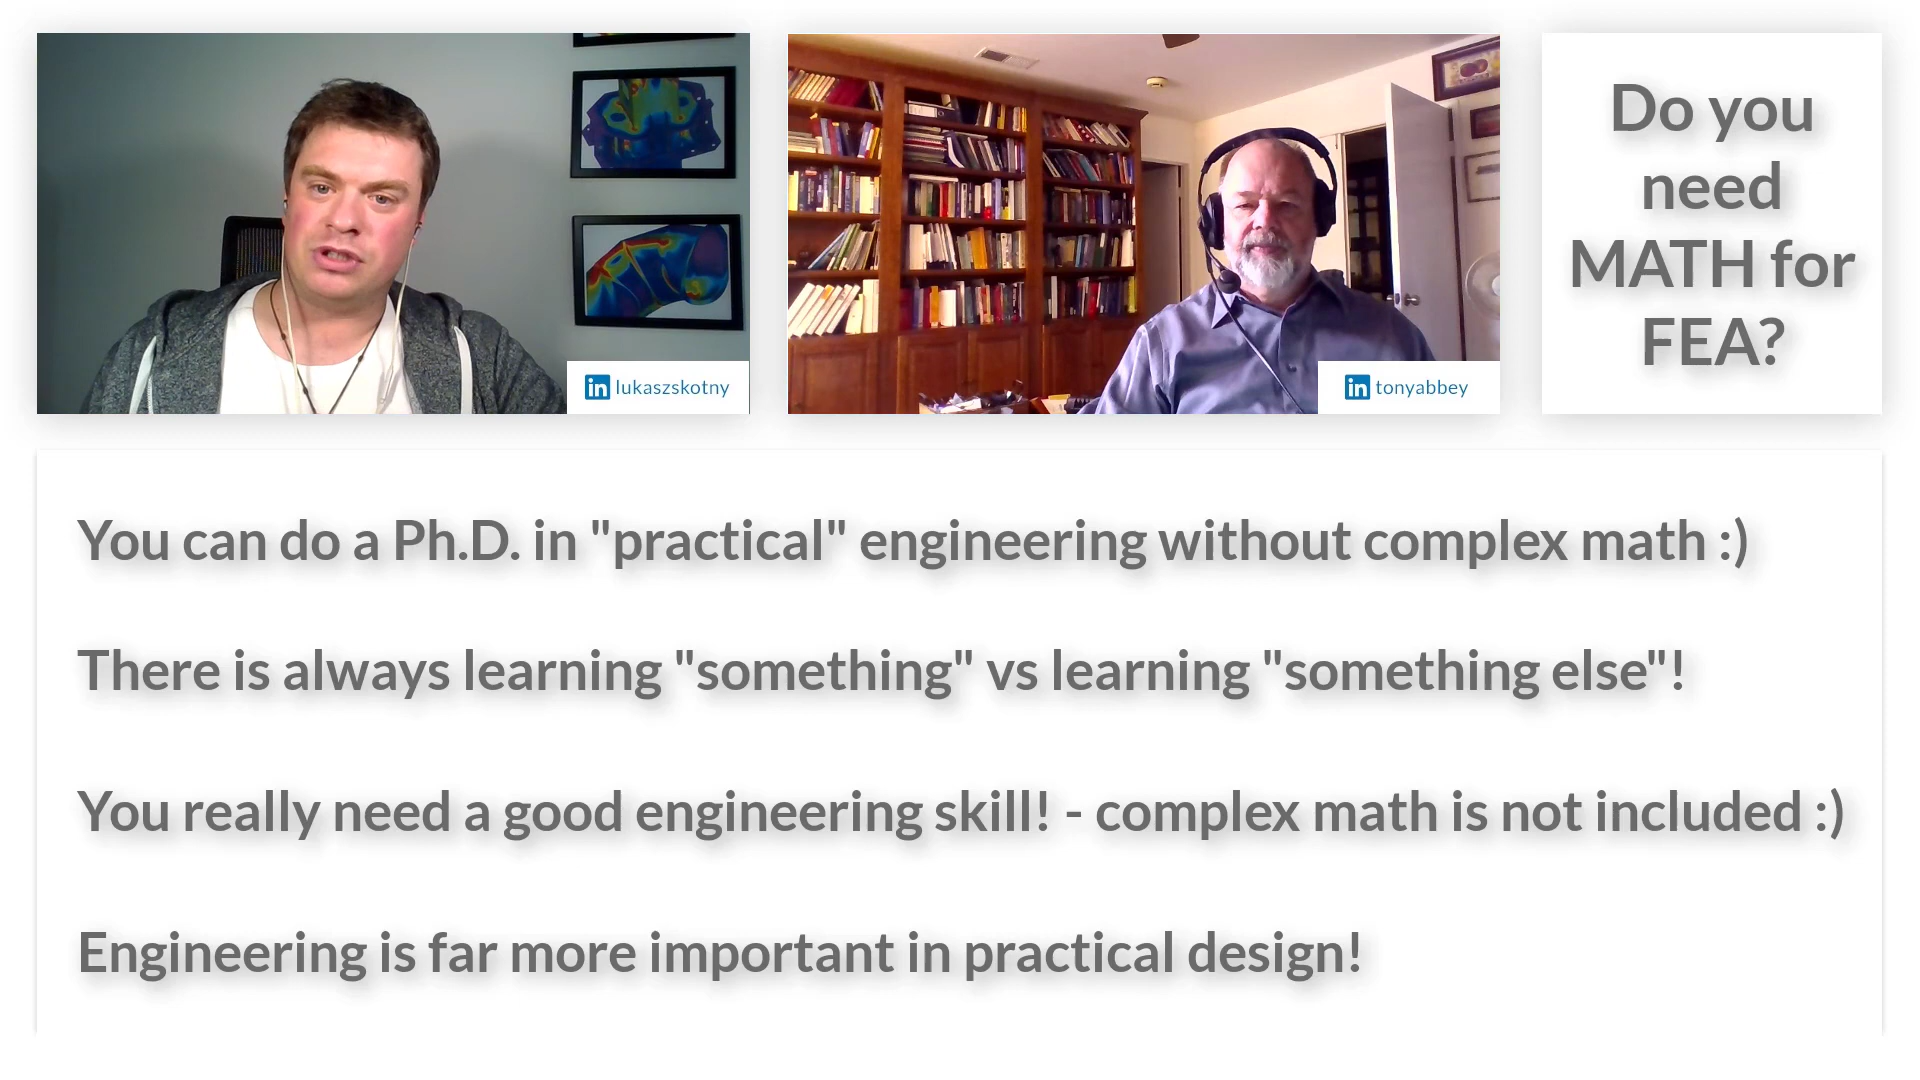 in lukaszskotny
in tonyabbey
Do you
need
MATH for
FEA?
You can do a Ph.D. in "practical" engineering without complex math :)
There is always learning "something" vs learning "something else"!
You really need a good engineering skill! - complex math is not included :)
Engineering is far more important in practical design!